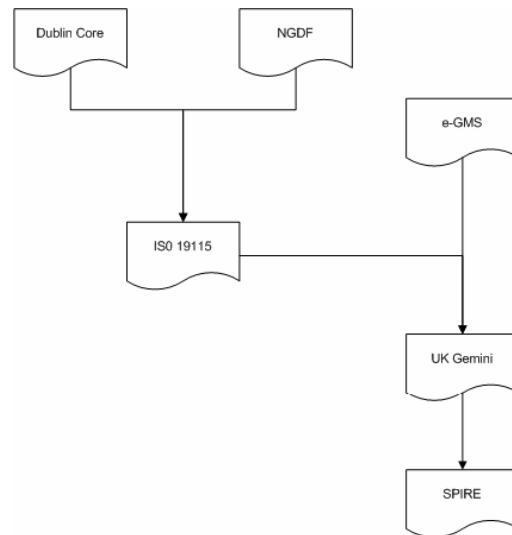 Dublin Core
NGDF
e-GMS
IS0 19115
UK Gemini
SPIRE